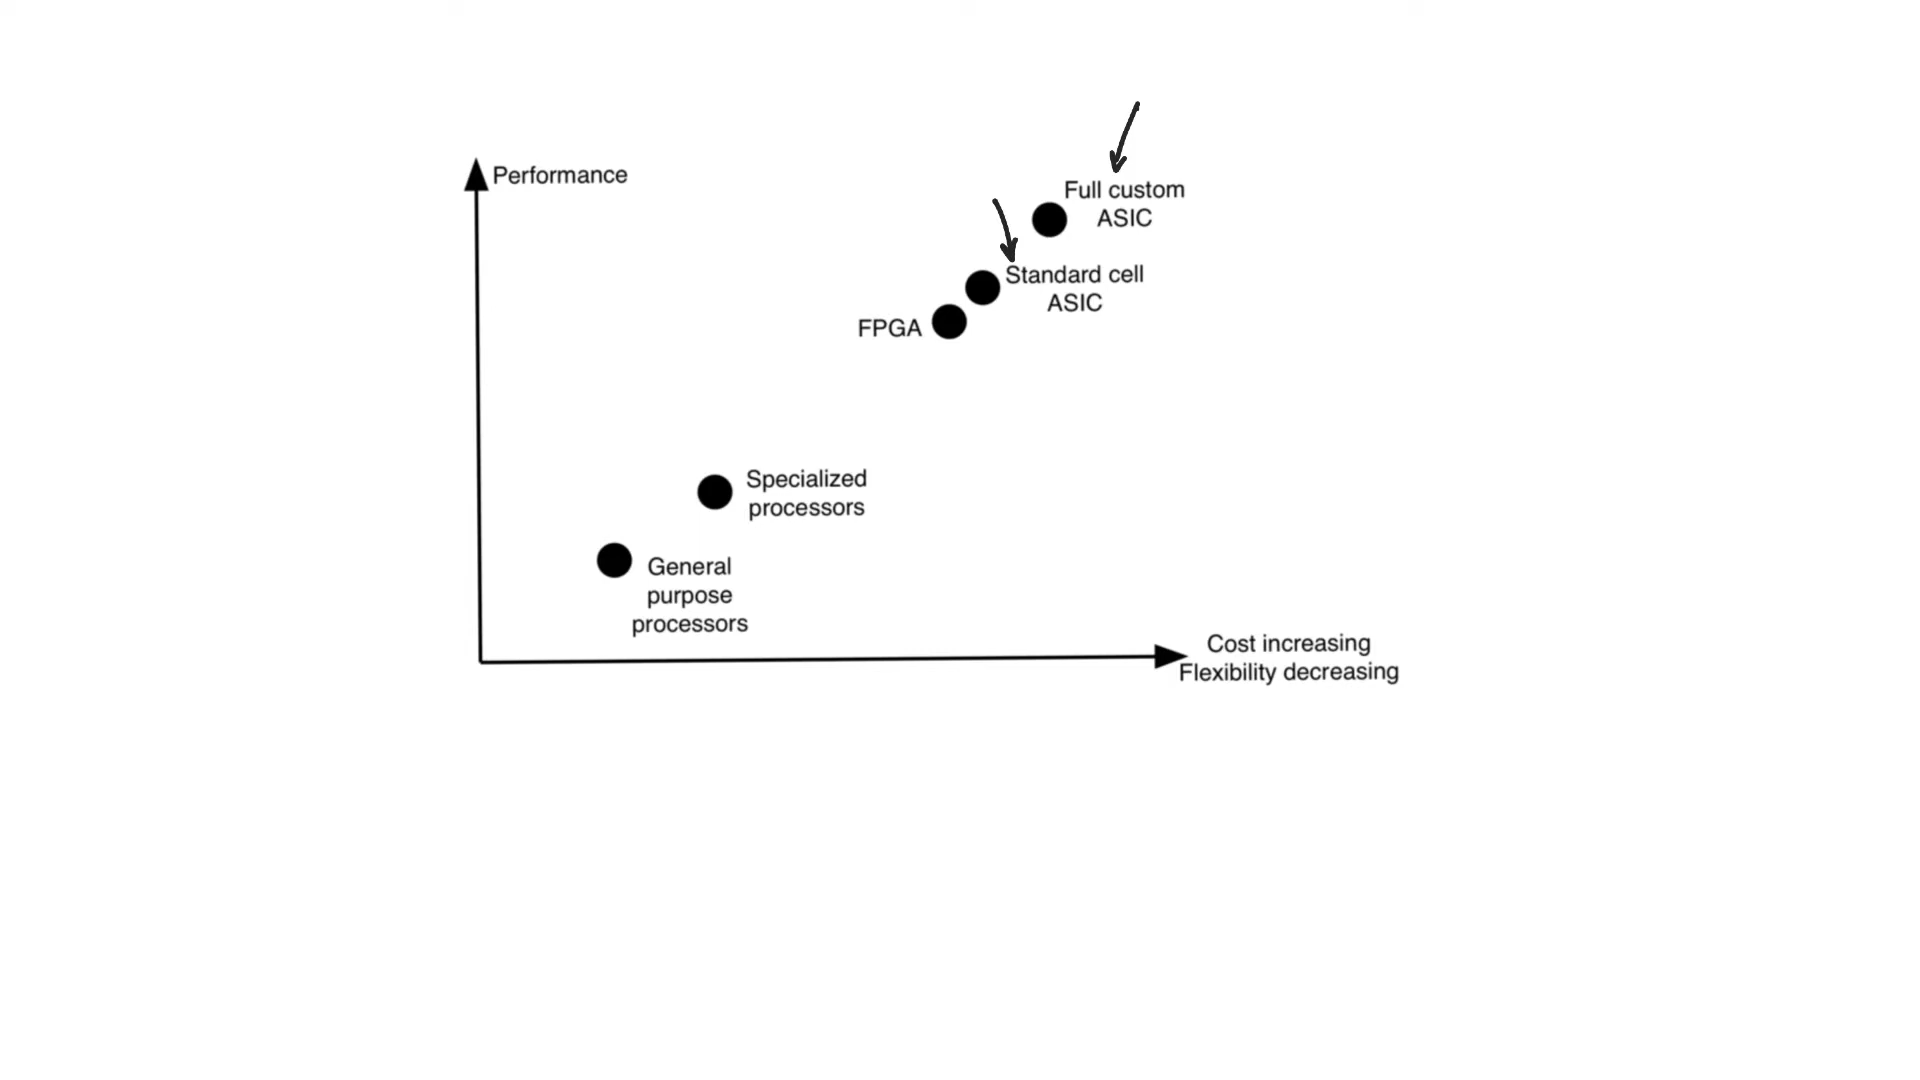 Performance
Full custom
ASIC
Standard cell
ASIC
FPGA
Specialized
processors
General
purpose
processors
Cost increasing
Flexibility decreasing